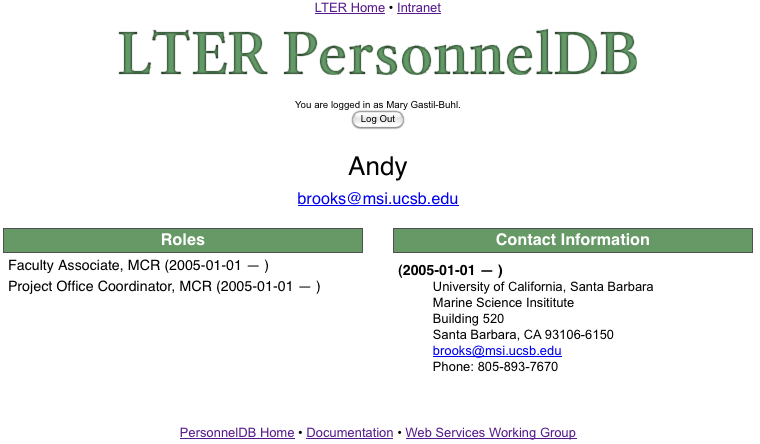 LTER Home • Intranet
LTER PersonnelDB
You are logged in as Mary Gastil-Buhl.
Log Out
Andy
brooks@msi.ucsb.edu
Roles
Faculty Associate, MCR (2005-01-01 — )
Project Office Coordinator, MCR (2005-01-01 — )
Contact Information
(2005-01-01 — )
University of California, Santa Barbara
Marine Science Insititute
Building 520
Santa Barbara, CA 93106-6150
brooks@msi.ucsb.edu
Phone: 805-893-7670
PersonnelDB Home • Documentation • Web Services Working Group